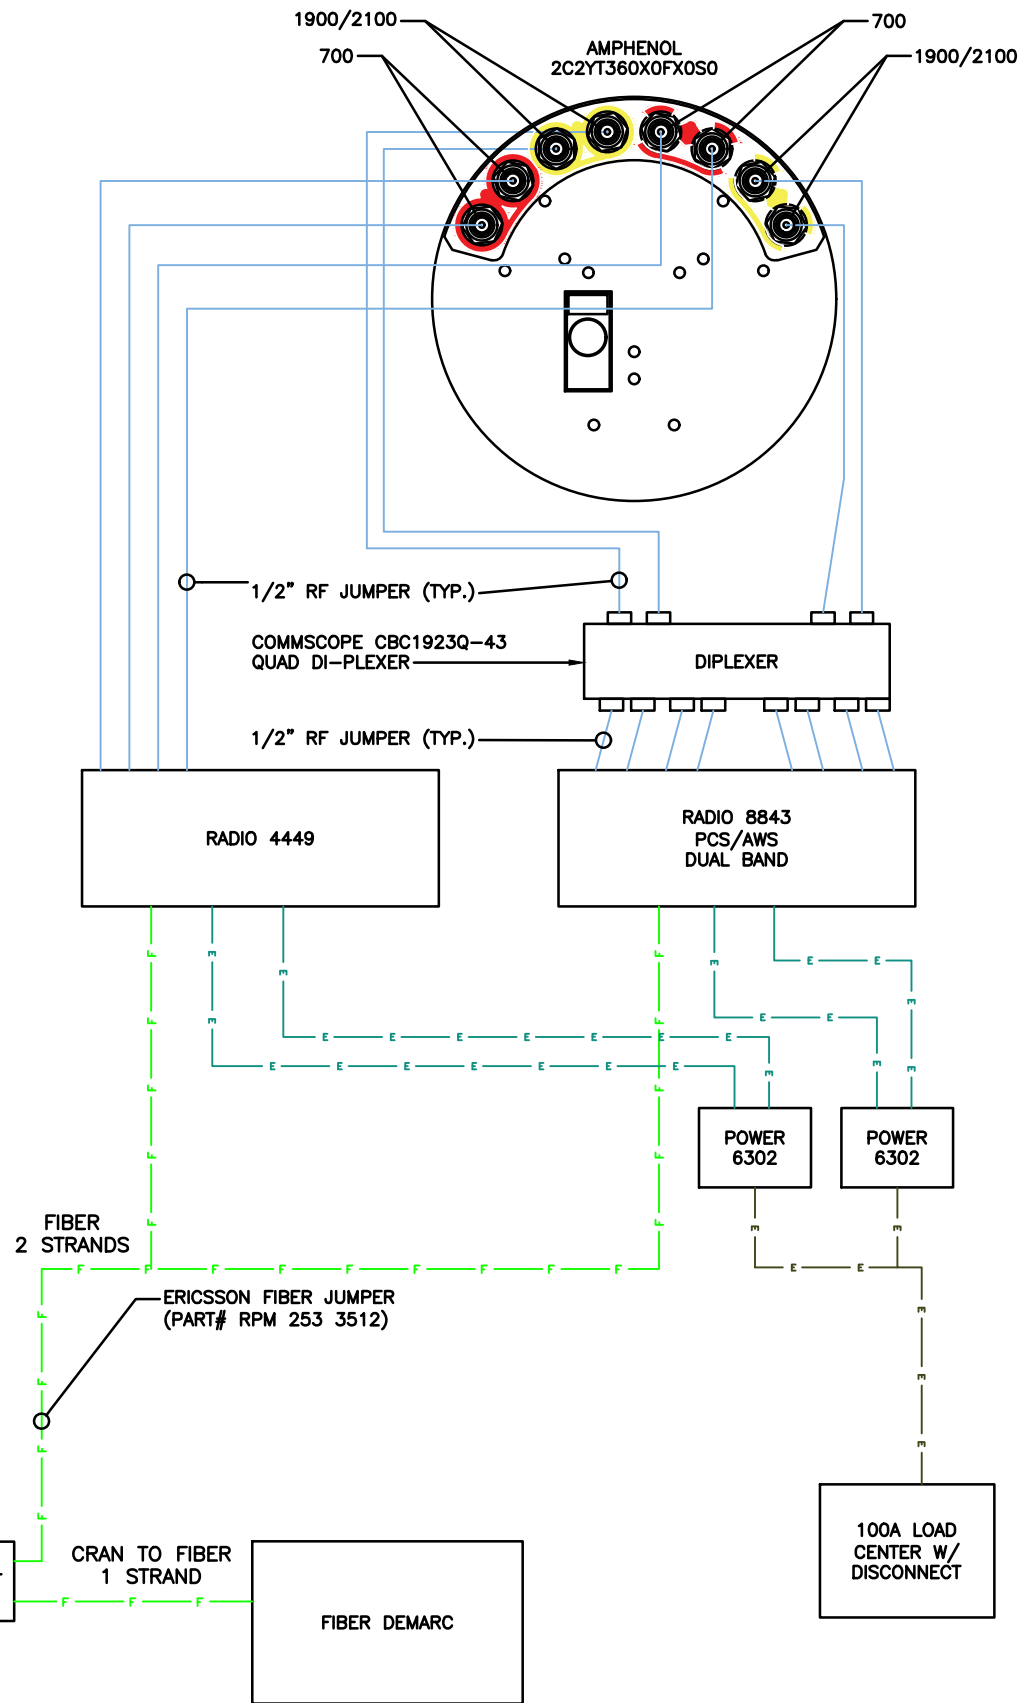 1900/2100
700
AMPHENOL
2C2YT360X0FX0S0
700
1900/2100
1/2" RF JUMPER (TYP.)
COMMSCOPE CBC1923Q-43
QUAD DI-PLEXER
DIPLEXER
1/2" RF JUMPER (TYP.)
RADIO 4449
RADIO 8843
PCS/AWS
DUAL BAND
POWER
6302
POWER
6302
FIBER
2 STRANDS
ERICSSON FIBER JUMPER
(PART# RPM 253 3512)
CRAN TO FIBER
1 STRAND
FIBER DEMARC
100A LOAD
CENTER W/
DISCONNECT